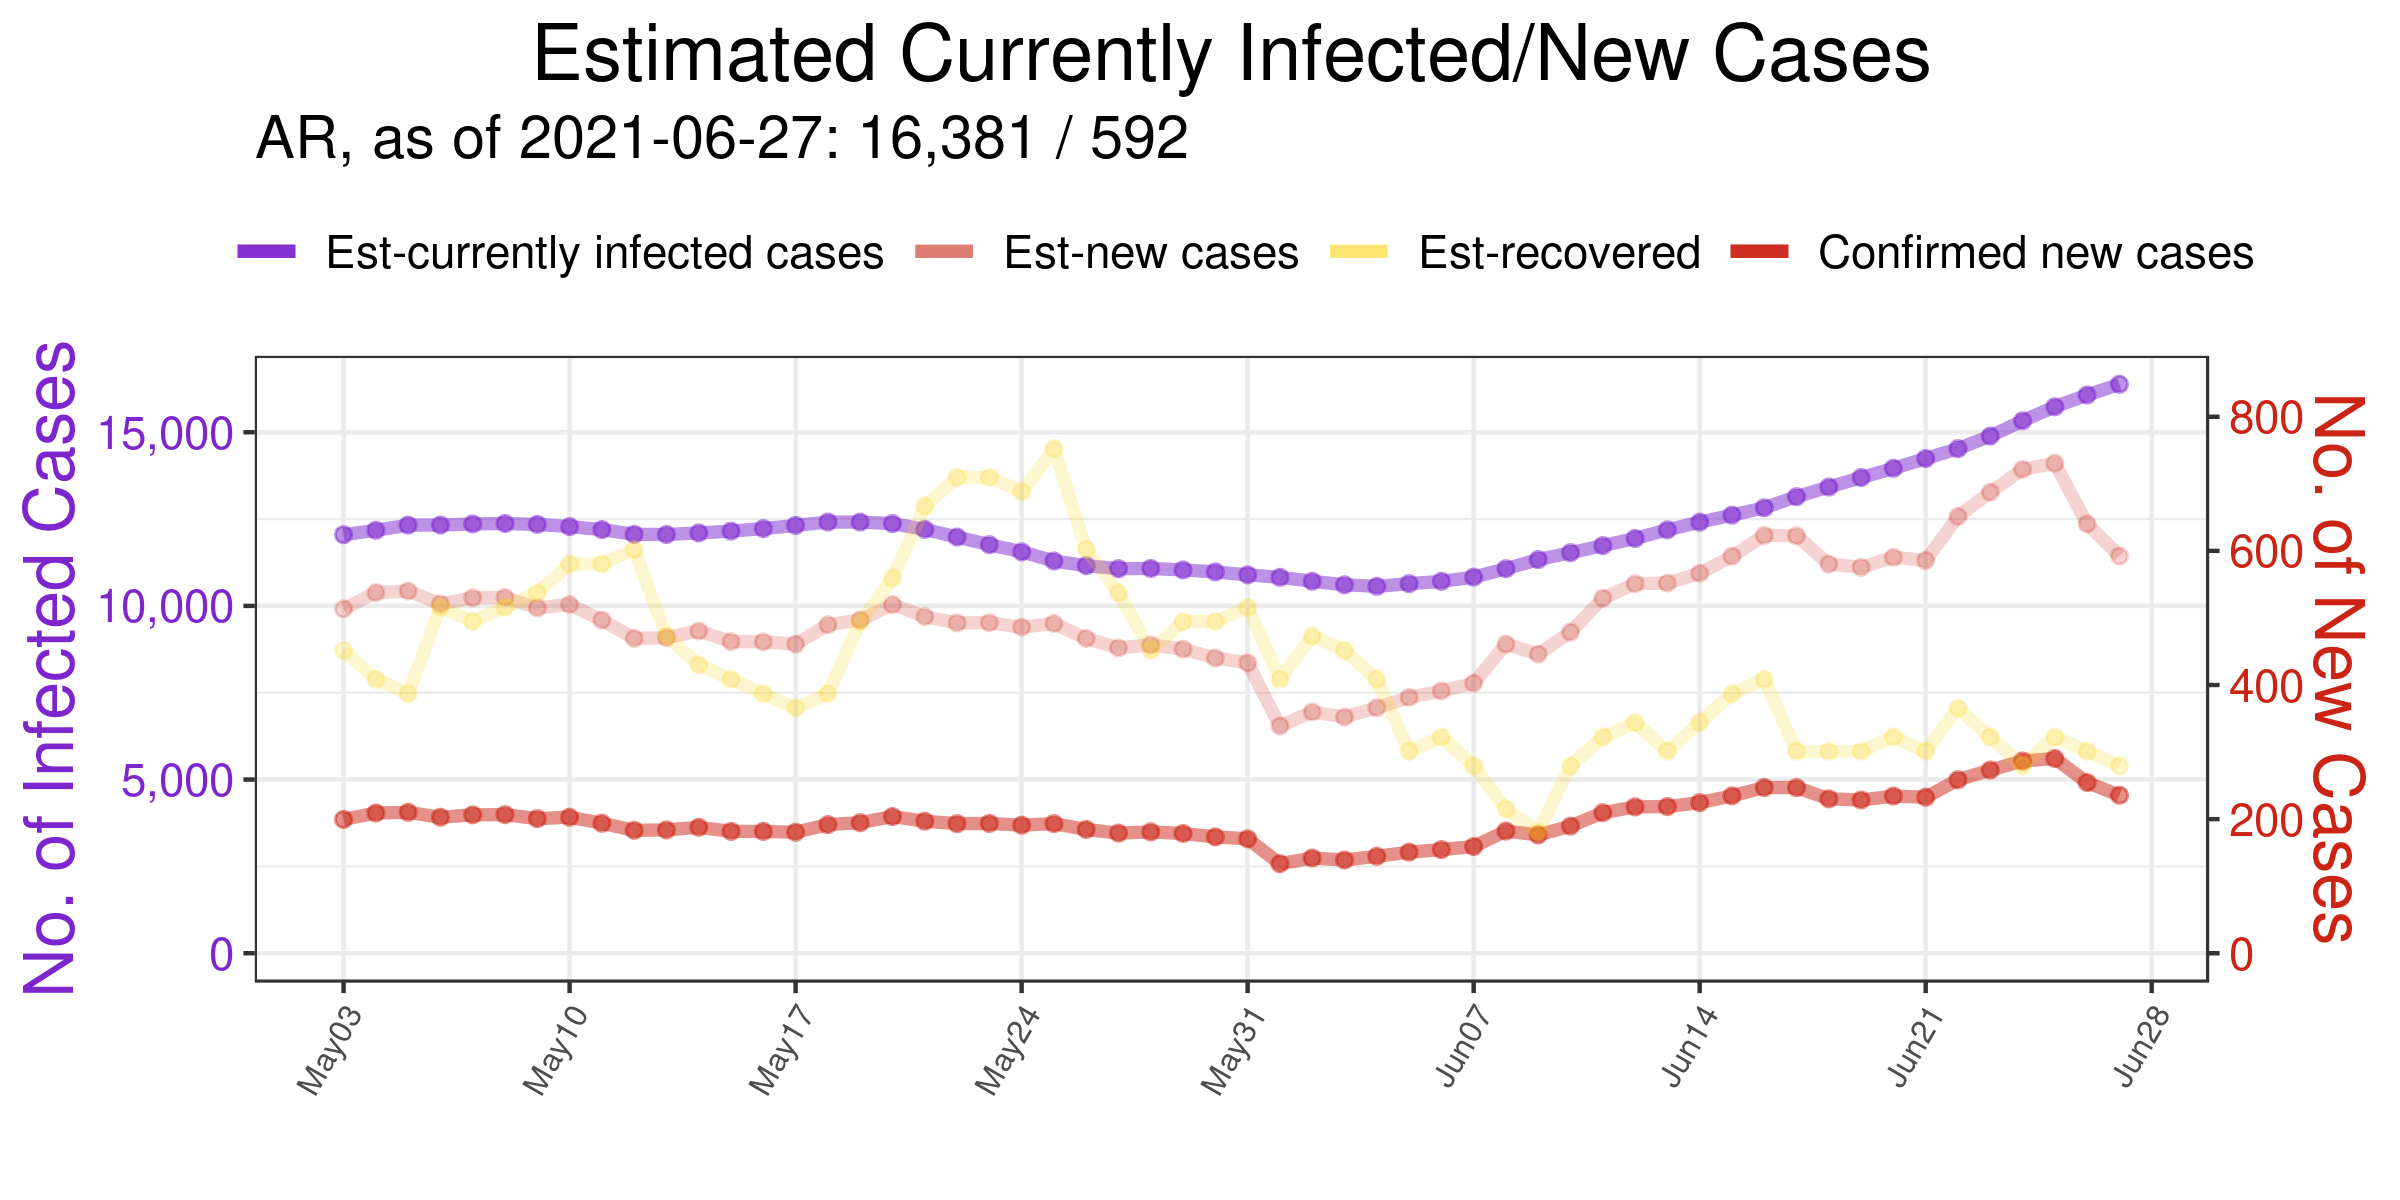 Estimated Currently Infected/New Cases
AR, as of 2021-06-27: 16,381 / 592
Est-currently infected cases Est-new cases Est-recovered Confirmed new cases
No. of Infected Cases
15,000
10,000
5,000
0
800
600
400
200
0
No. of New Cases
May03 May10 May17 May24 May31 Jun07 Jun14 Jun21 Jun28